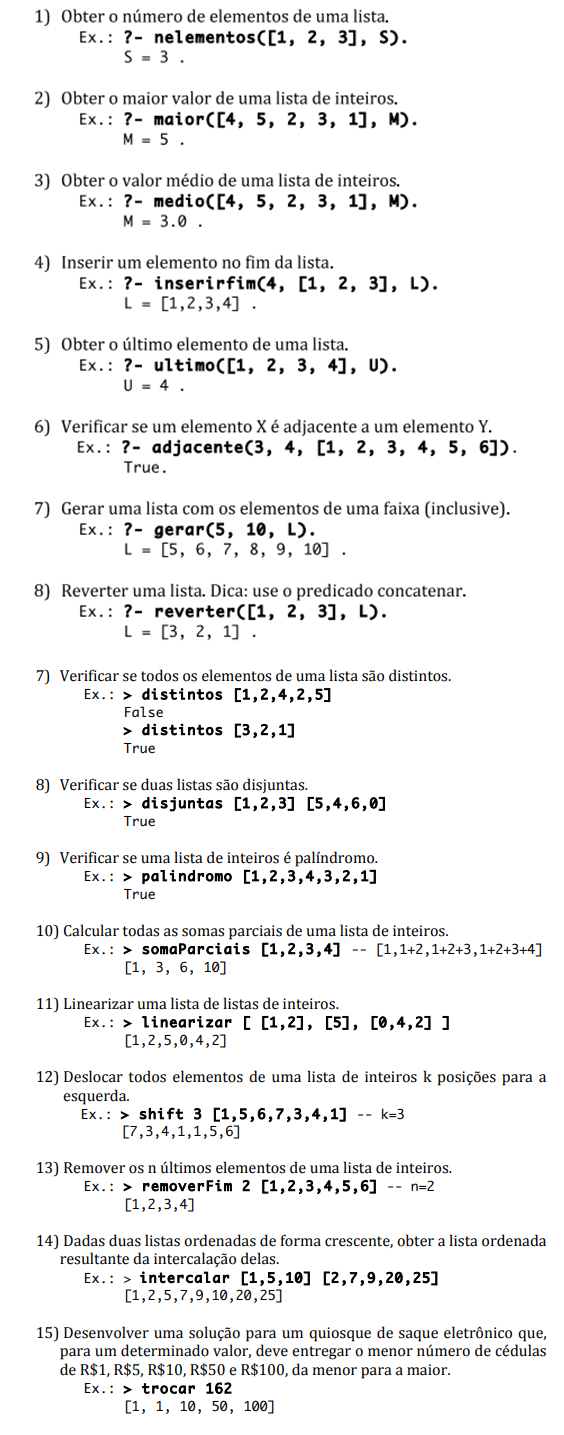 1) Obter o número de elementos de uma lista.
Ex.: ?- nelementos([1, 2, 3], S).
S = 3 .
2) Obter o maior valor de uma lista de inteiros.
Ex.: ?- maior([4, 5, 2, 3, 1], M).
M = 5 .
3) Obter o valor médio de uma lista de inteiros.
Ex.: ?- medio([4, 5, 2, 3, 1], M).
M = 3.0 .
4) Inserir um elemento no fim da lista.
Ex.: ?- inserirfim(4, [1, 2, 3], L).
L = [1,2,3,4] .
5) Obter o último elemento de uma lista.
Ex.: ?- ultimo([1, 2, 3, 4], U).
U = 4 .
6) Verificar se um elemento X é adjacente a um elemento Y.
Ex.: ?- adjacente(3, 4, [1, 2, 3, 4, 5, 6]).
True.
7) Gerar uma lista com os elementos de uma faixa (inclusive).
Ex.: ?- gerar(5, 10, L).
L = [5, 6, 7, 8, 9, 10] .
8) Reverter uma lista. Dica: use o predicado concatenar.
Ex.: ?- reverter([1, 2, 3], L).
L = [3, 2, 1] .
7) Verificar se todos os elementos de uma lista são distintos.
Ex.: > distintos [1,2,4,2,5]
False
> distintos [3,2,1]
True
8) Verificar se duas listas são disjuntas.
Ex.: > disjuntas [1,2,3] [5,4,6,0]
True
9) Verificar se uma lista de inteiros é palíndromo.
Ex.: > palindromo [1,2,3,4,3,2,1]
True
10) Calcular todas as somas parciais de uma lista de inteiros.
Ex.: > somaParciais [1,2,3,4] -- [1,1+2,1+2+3,1+2+3+4]
[1, 3, 6, 10]
11) Linearizar uma lista de listas de inteiros.
Ex.: > linearizar [ [1,2], [5], [0,4,2] ]
[1,2,5,0,4,2]
12) Deslocar todos elementos de uma lista de inteiros k posições para a
esquerda.
Ex.: > shift 3 [1,5,6,7,3,4,1] -- k=3
[7,3,4,1,1,5,6]
13) Remover os n últimos elementos de uma lista de inteiros.
Ex.: > removerFim 2 [1,2,3,4,5,6] -- n=2
[1,2,3,4]
14) Dadas duas listas ordenadas de forma crescente, obter a lista ordenada
resultante da intercalação delas.
Ex.: > intercalar [1,5,10] [2,7,9,20,25]
[1,2,5,7,9,10,20,25]
15) Desenvolver uma solução para um quiosque de saque eletrônico que,
para um determinado valor, deve entregar o menor número de cédulas
de R$1, R$5, R$10, R$50 e R$100, da menor para a maior.
Ex.: > trocar 162
[1, 1, 10, 50, 100]